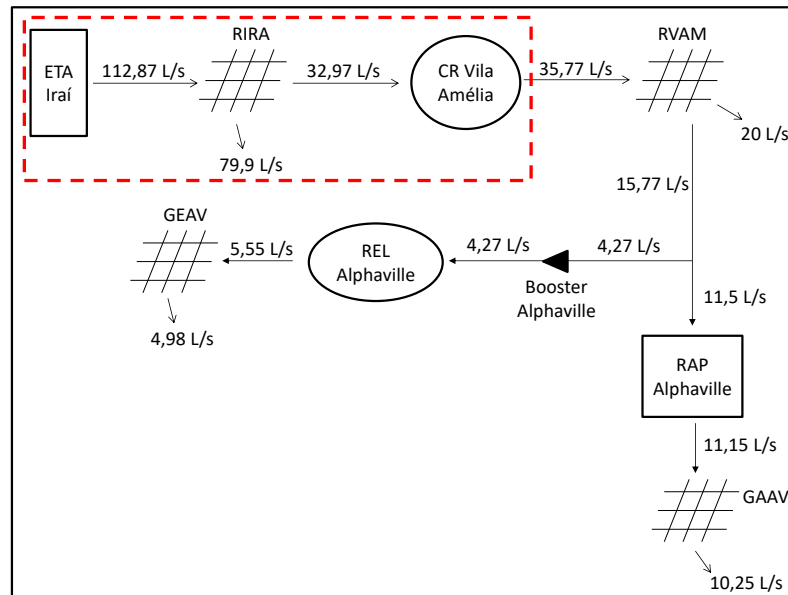 ETA
Iraí
112,87 L/s
RIRA
32,97 L/s
79,9 L/s
CR Vila
Amélia
35,77 L/s
RVAM
20 L/s
15,77 L/s
GEAV
5,55 L/s
4,98 L/s
REL
Alphaville
4,27 L/s
Booster
Alphaville
4,27 L/s
11,5 L/s
RAP
Alphaville
11,15 L/s
GAAV
10,25 L/s